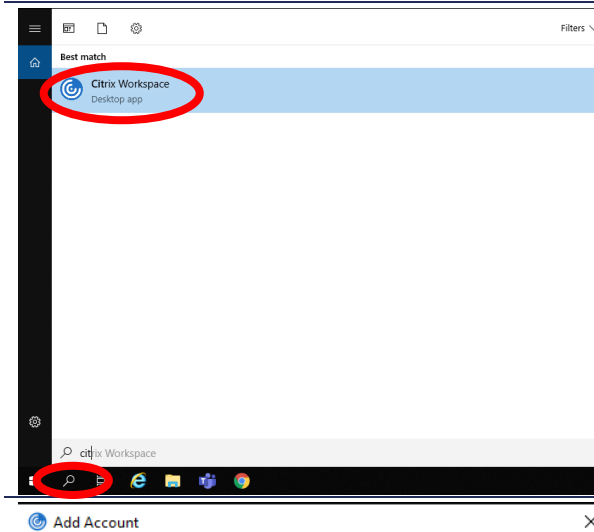 Filters
Best match
Citrix Workspace
Desktop app
citrix Workspace
Add Account